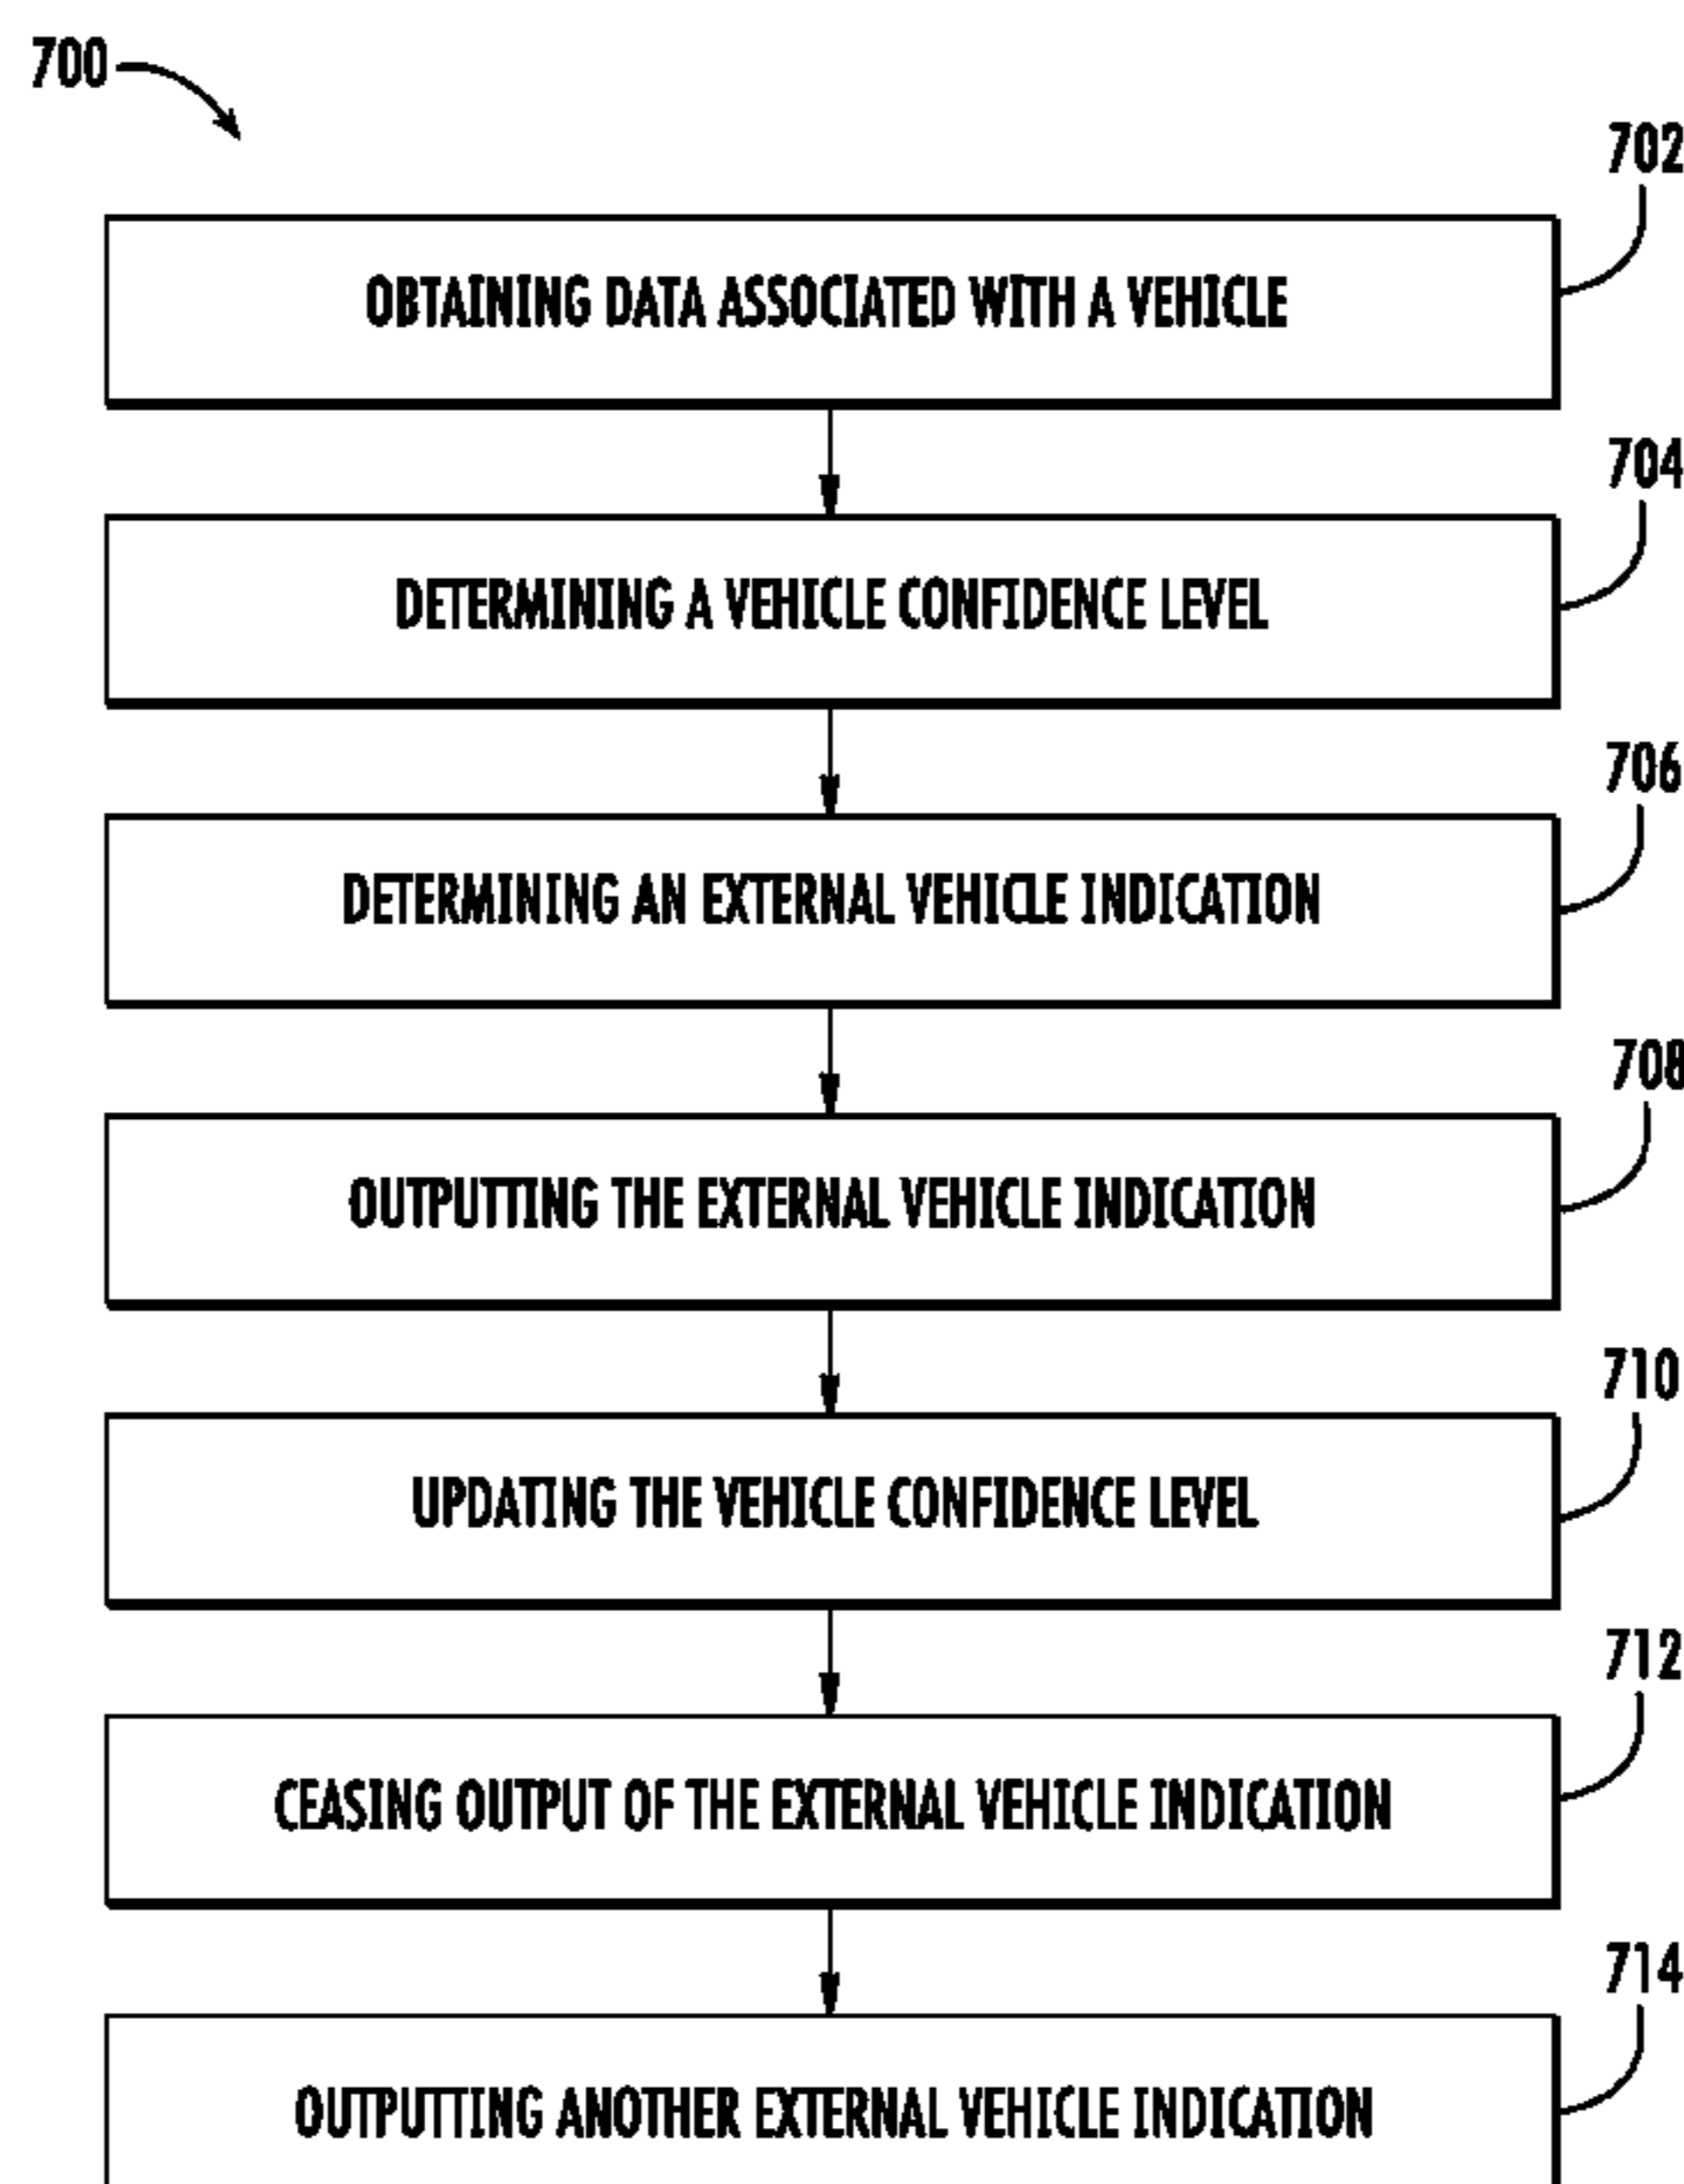 700
702
OBTAINING DATA ASSOCIATED WITH A VEHICLE
704
DETERMINING A VEHICLE CONFIDENCE LEVEL
706
DETERMINING AN EXTERNAL VEHICLE INDICATION
708
OUTPUTTING THE EXTERNAL VEHICLE INDICATION
710
UPDATING THE VEHICLE CONFIDENCE LEVEL
712
CEASING OUTPUT OF THE EXTERNAL VEHICLE INDICATION
714
OUTPUTTING ANOTHER EXTERNAL VEHICLE INDICATION